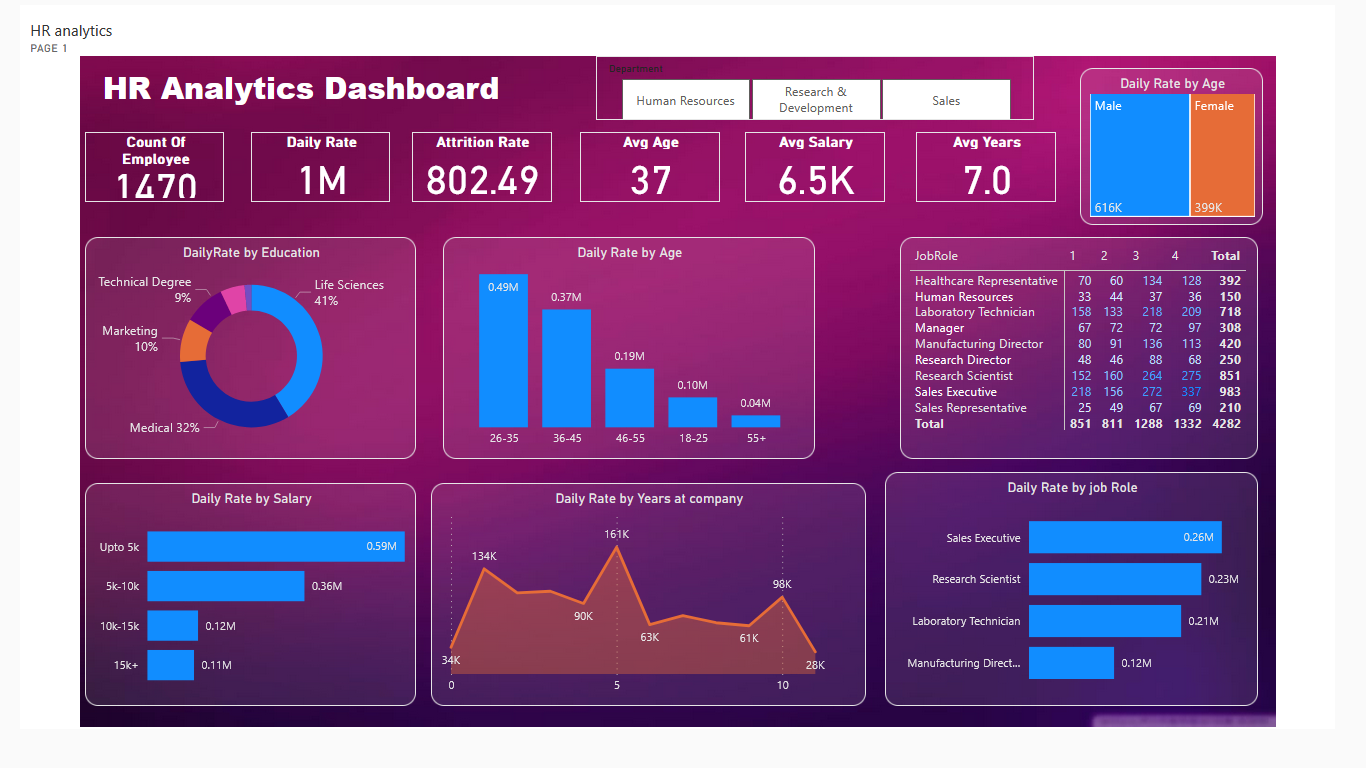 HR analytics
PAGE 1
HR Analytics Dashboard
Department
Human Resources
Research &
Development
Sales
Count Of
Employee
1470
Daily Rate
1M
Attrition Rate
802.49
Avg Age
37
Avg Salary
6.5K
Avg Years
7.0
Daily Rate by Age
Male
Female
616K
399K
DailyRate by Education
Technical Degree
9%
Life Sciences
41%
Marketing
10%
Medical 32%
Daily Rate by Age
0.49M
0.37M
0.19M
0.10M
0.04M
26-35 36-45 46-55 18-25 55+
JobRole 1 2 3 4 Total
Healthcare Representative 70 60 134 128 392
Human Resources 33 44 37 36 150
Laboratory Technician 158 133 218 209 718
Manager 67 72 72 97 308
Manufacturing Director 80 91 136 113 420
Research Director 48 46 88 68 250
Research Scientist 152 160 264 275 851
Sales Executive 218 156 272 337 983
Sales Representative 25 49 67 69 210
Total 851 811 1288 1332 4282
Daily Rate by Salary
Upto 5k 0.59M
5k-10k 0.36M
10k-15k 0.12M
15k+ 0.11M
Daily Rate by Years at company
161K
134K
98K
90K
63K
61K
34K
28K
0 5 10
Daily Rate by job Role
Sales Executive 0.26M
Research Scientist 0.23M
Laboratory Technician 0.21M
Manufacturing Direct... 0.12M